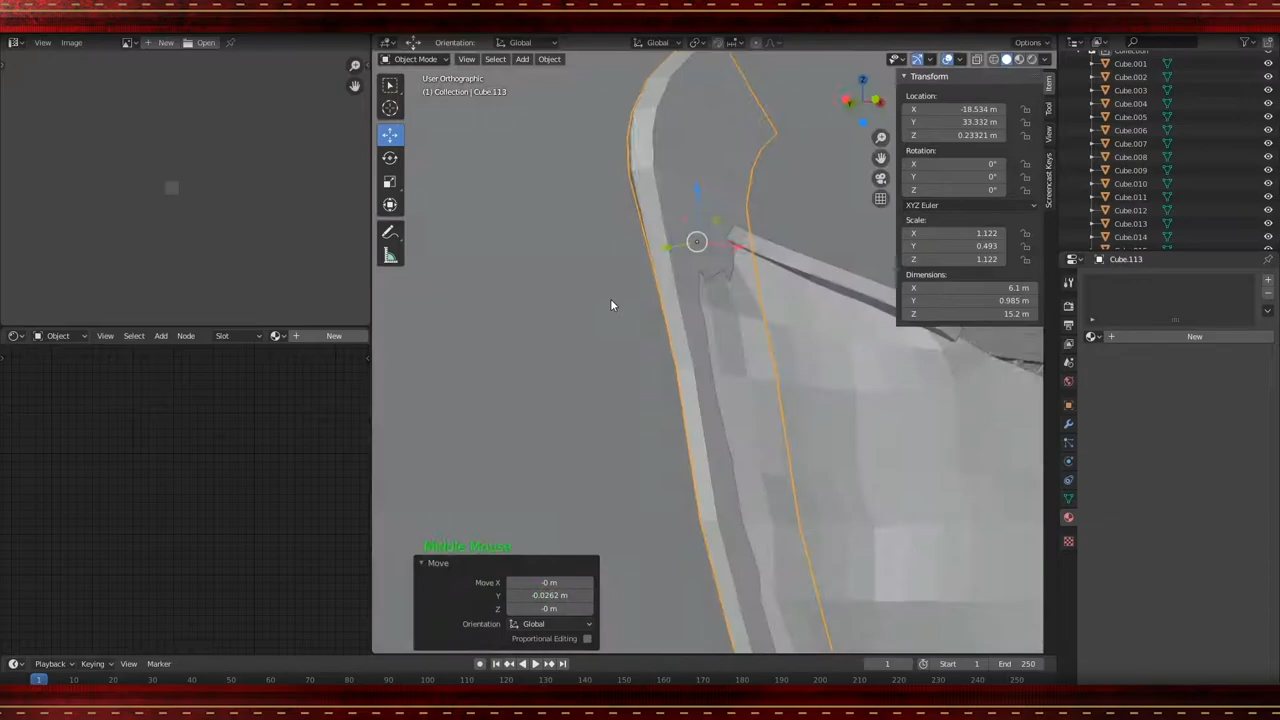 View Image New Open Orientation: Global Global Options
Object Mode View Select Add Object
User Orthographic
(1) Collection | Cube.113
Transform
Location:
X -18.534 m
Y 33.332 m
Z 0.23321 m
Rotation:
X 0°
Y 0°
Z 0°
XYZ Euler
Scale:
X 1.122
Y 0.493
Z 1.122
Dimensions:
X 6.1 m
Y 0.985 m
Z 15.2 m
Item
Tool
View
Screencast Keys
Collection
Cube.001
Cube.002
Cube.003
Cube.004
Cube.005
Cube.006
Cube.007
Cube.008
Cube.009
Cube.010
Cube.011
Cube.012
Cube.013
Cube.014
Cube.113
New
Object View Select Add Node Slot New
Middle Mouse
Move
Move X -0 m
Y -0.0262 m
Z -0 m
Orientation Global
Proportional Editing
Playback Keying View Marker 1 Start 1 End 250
1 10 20 30 40 50 60 70 80 90 100 110 120 130 140 150 160 170 180 190 200 210 220 230 240 250